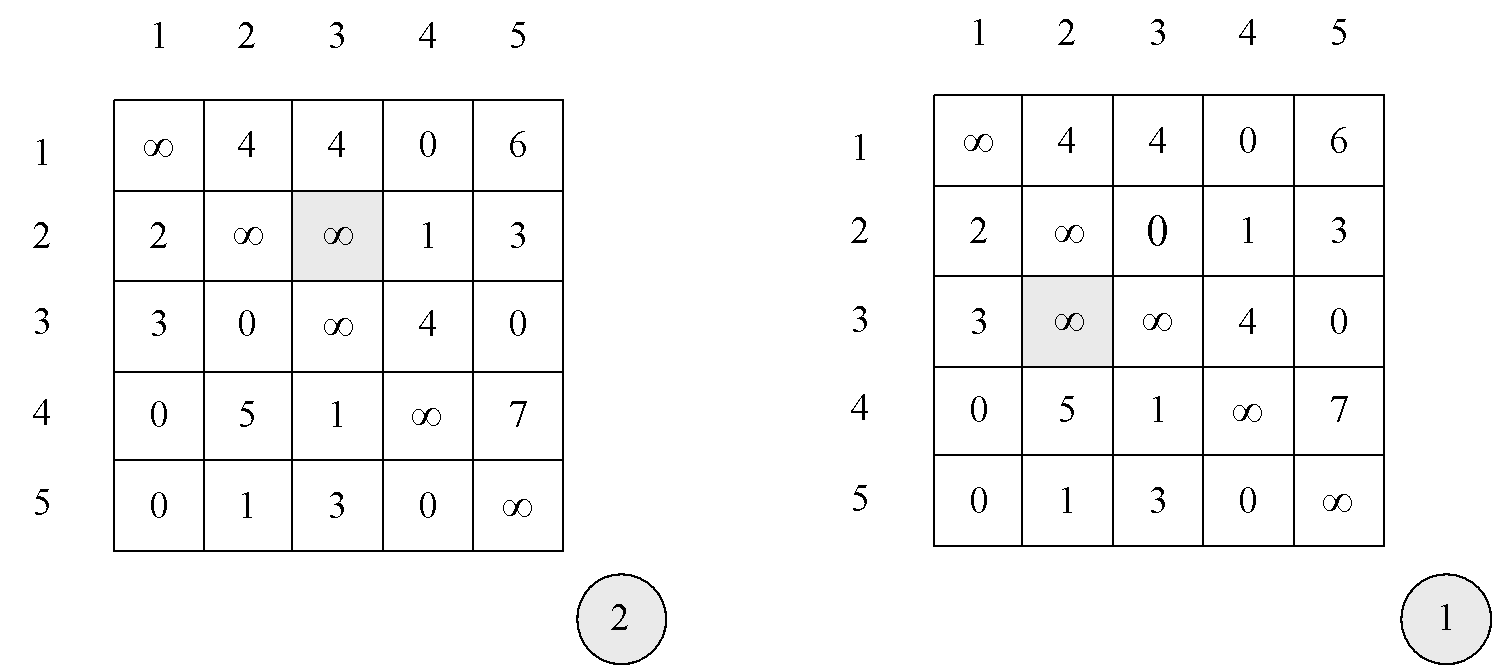 1 2 3 4 5
1 ∞ 4 4 0 6
2 2 ∞ ∞ 1 3
3 3 0 ∞ 4 0
4 0 5 1 ∞ 7
5 0 1 3 0 ∞
2
1 2 3 4 5
1 ∞ 4 4 0 6
2 2 ∞ 0 1 3
3 3 ∞ ∞ 4 0
4 0 5 1 ∞ 7
5 0 1 3 0 ∞
1